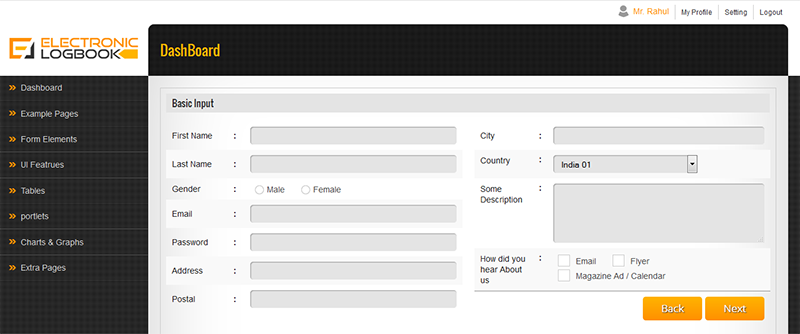 Mr. Rahul My Profile Setting Logout
ELECTRONIC
LOGBOOK
DashBoard
Dashboard
Example Pages
Form Elements
UI Featrues
Tables
portlets
Charts & Graphs
Extra Pages
Basic Input
First Name :
Last Name :
Gender : Male Female
Email :
Password :
Address :
Postal :
City :
Country : India 01
Some :
Description
How did you : Email Flyer
hear About
us Magazine Ad / Calendar
Back Next